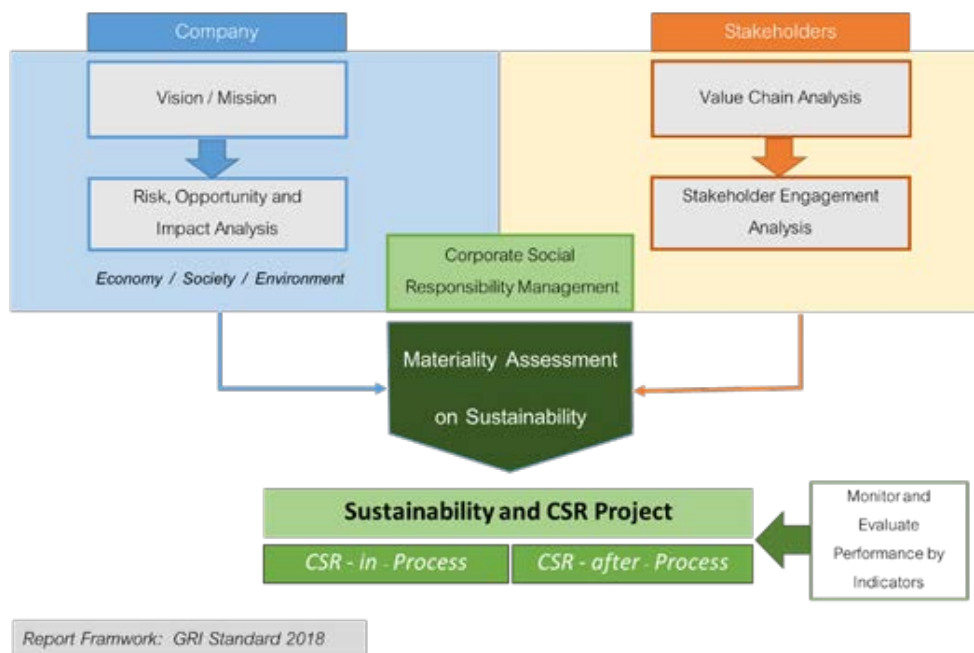 Company
Stakeholders
Vision / Mission
Value Chain Analysis
Risk, Opportunity and
Impact Analysis
Stakeholder Engagement
Analysis
Economy / Society / Environment
Corporate Social
Responsibility Management
Materiality Assessment
on Sustainability
Sustainability and CSR Project
CSR - in - Process
CSR - after - Process
Monitor and
Evaluate
Performance by
Indicators
Report Framwork: GRI Standard 2018